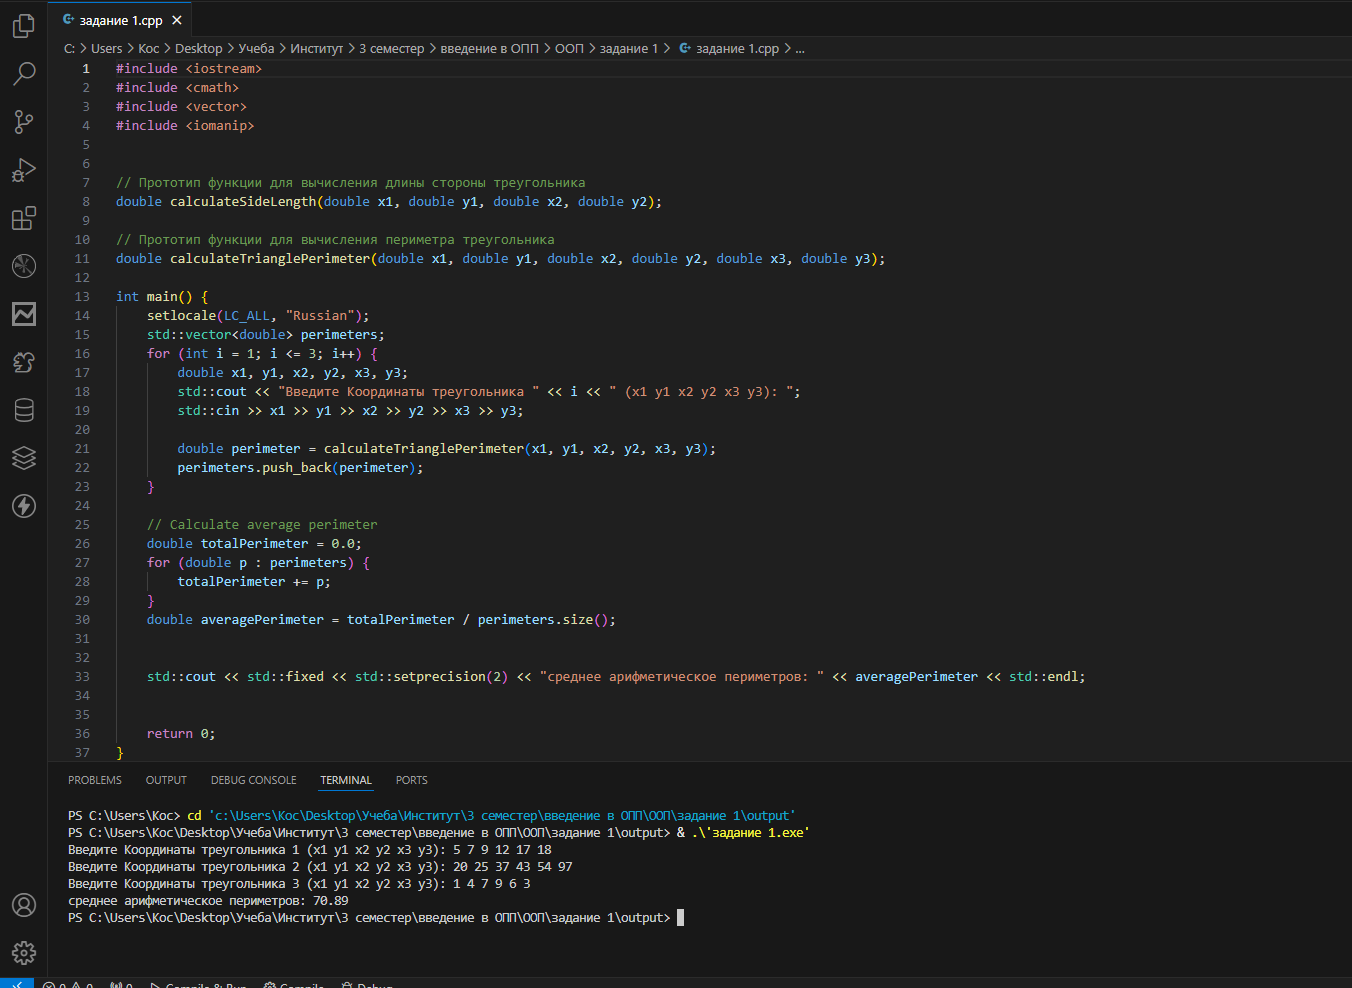 задание 1.cpp
C: > Users > Кос > Desktop > Учеба > Институт > 3 семестр > введение в ОПП > ООП > задание 1 > задание 1.cpp > ...
1 #include <iostream>
2 #include <cmath>
3 #include <vector>
4 #include <iomanip>
5
6
7 // Прототип функции для вычисления длины стороны треугольника
8 double calculateSideLength(double x1, double y1, double x2, double y2);
9
10 // Прототип функции для вычисления периметра треугольника
11 double calculateTrianglePerimeter(double x1, double y1, double x2, double y2, double x3, double y3);
12
13 int main() {
14 setlocale(LC_ALL, "Russian");
15 std::vector<double> perimeters;
16 for (int i = 1; i <= 3; i++) {
17 double x1, y1, x2, y2, x3, y3;
18 std::cout << "Введите Координаты треугольника " << i << " (x1 y1 x2 y2 x3 y3): ";
19 std::cin >> x1 >> y1 >> x2 >> y2 >> x3 >> y3;
20
21 double perimeter = calculateTrianglePerimeter(x1, y1, x2, y2, x3, y3);
22 perimeters.push_back(perimeter);
23 }
24
25 // Calculate average perimeter
26 double totalPerimeter = 0.0;
27 for (double p : perimeters) {
28 totalPerimeter += p;
29 }
30 double averagePerimeter = totalPerimeter / perimeters.size();
31
32
33 std::cout << std::fixed << std::setprecision(2) << "среднее арифметическое периметров: " << averagePerimeter << std::endl;
34
35
36 return 0;
37 }
PROBLEMS OUTPUT DEBUG CONSOLE TERMINAL PORTS
PS C:\Users\Кос> cd 'c:\Users\Кос\Desktop\Учеба\Институт\3 семестр\введение в ОПП\ООП\задание 1\output'
PS C:\Users\Кос\Desktop\Учеба\Институт\3 семестр\введение в ОПП\ООП\задание 1\output> & .\'задание 1.exe'
Введите Координаты треугольника 1 (x1 y1 x2 y2 x3 y3): 5 7 9 12 17 18
Введите Координаты треугольника 2 (x1 y1 x2 y2 x3 y3): 20 25 37 43 54 97
Введите Координаты треугольника 3 (x1 y1 x2 y2 x3 y3): 1 4 7 9 6 3
среднее арифметическое периметров: 70.89
PS C:\Users\Кос\Desktop\Учеба\Институт\3 семестр\введение в ОПП\ООП\задание 1\output>
0 0 0 Compile & Run Compile Debug